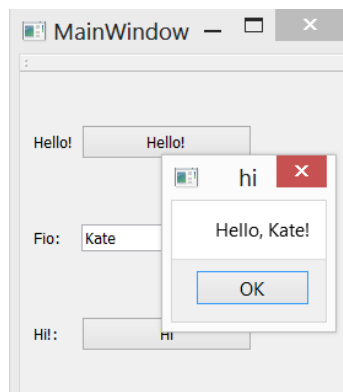 MainWindow
Hello! Hello!
hi
Hello, Kate!
Fio: Kate
OK
Hi!: Hi